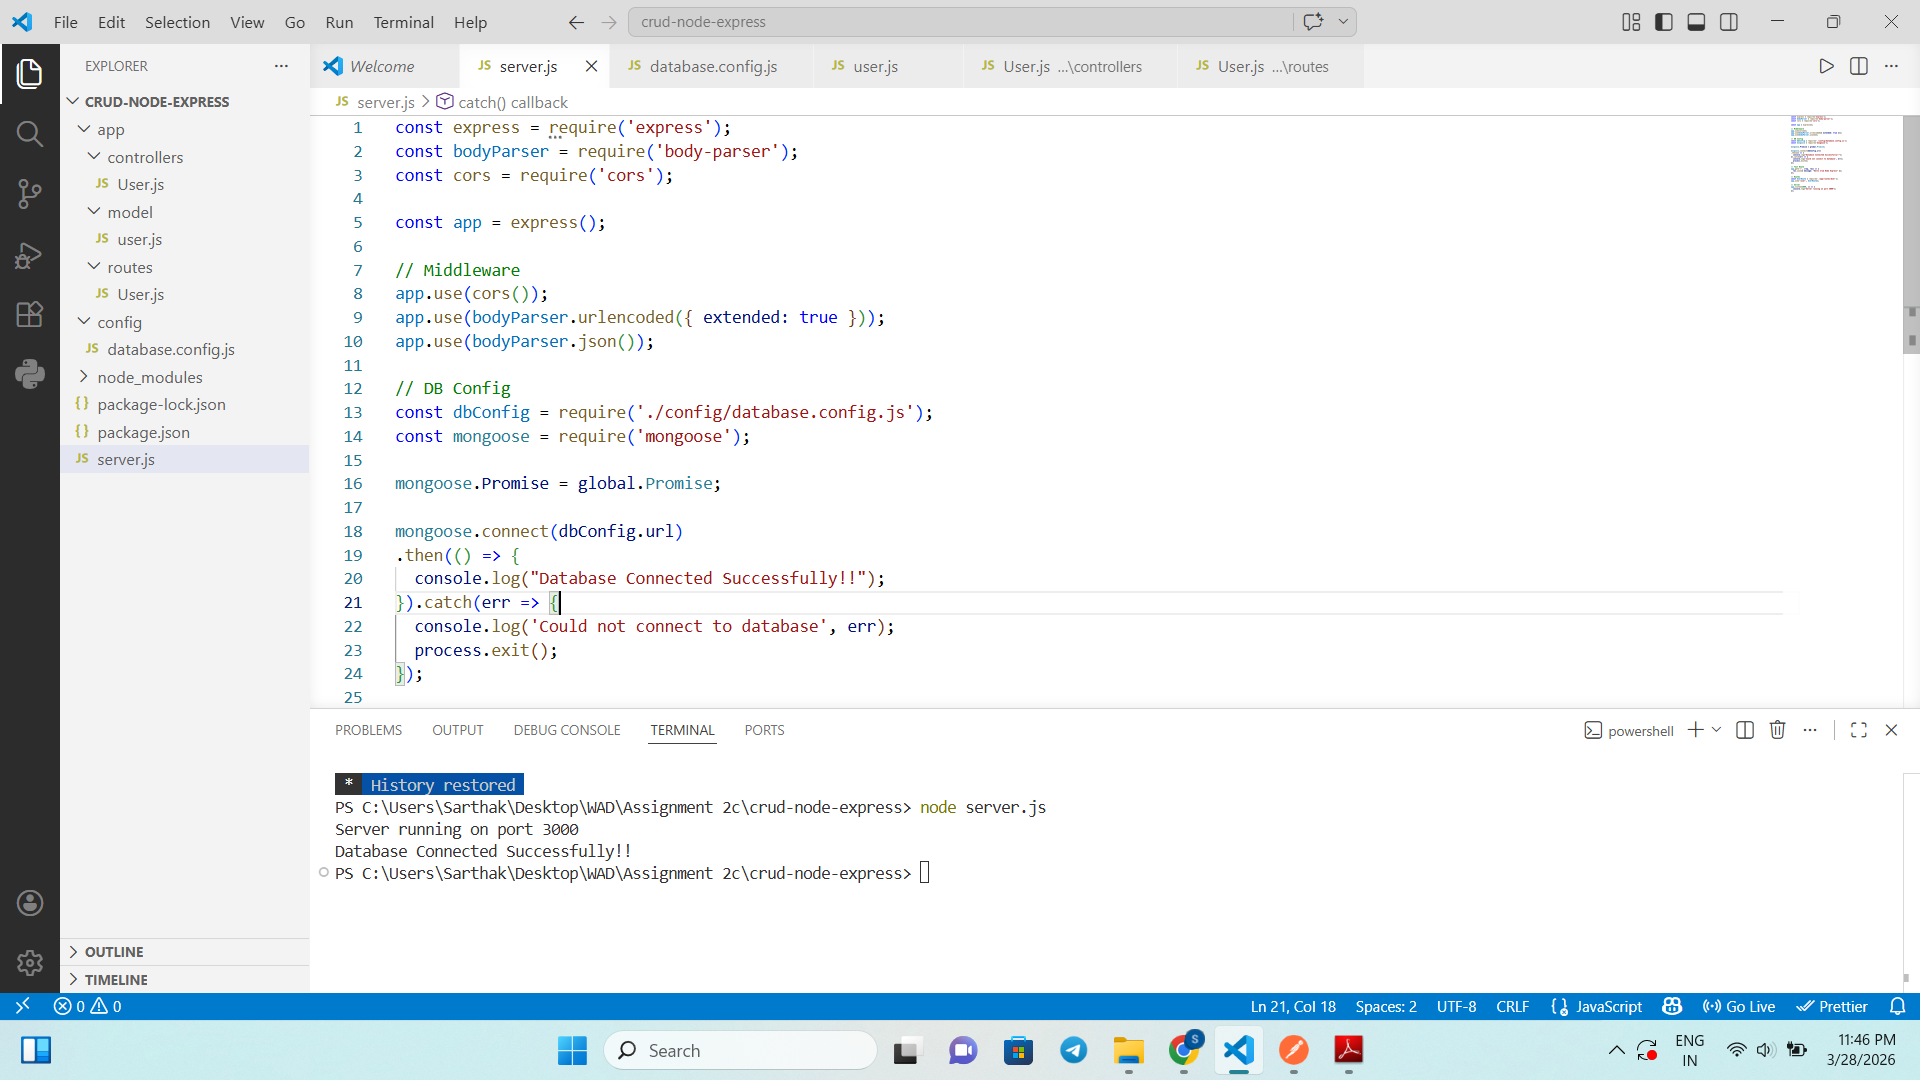 File Edit Selection View Go Run Terminal Help
crud-node-express
EXPLORER
Welcome
JS server.js
JS database.config.js
JS user.js
JS User.js ...\controllers
JS User.js ...\routes
CRUD-NODE-EXPRESS
app
controllers
JS User.js
model
JS user.js
routes
JS User.js
config
JS database.config.js
node_modules
{} package-lock.json
{} package.json
JS server.js
OUTLINE
TIMELINE
JS server.js > catch() callback
1 const express = require('express');
2 const bodyParser = require('body-parser');
3 const cors = require('cors');
4
5 const app = express();
6
7 // Middleware
8 app.use(cors());
9 app.use(bodyParser.urlencoded({ extended: true }));
10 app.use(bodyParser.json());
11
12 // DB Config
13 const dbConfig = require('./config/database.config.js');
14 const mongoose = require('mongoose');
15
16 mongoose.Promise = global.Promise;
17
18 mongoose.connect(dbConfig.url)
19 .then(() => {
20 console.log("Database Connected Successfully!!");
21 }).catch(err => {
22 console.log('Could not connect to database', err);
23 process.exit();
24 });
25
PROBLEMS OUTPUT DEBUG CONSOLE TERMINAL PORTS
powershell
* History restored
PS C:\Users\Sarthak\Desktop\WAD\Assignment 2c\crud-node-express> node server.js
Server running on port 3000
Database Connected Successfully!!
PS C:\Users\Sarthak\Desktop\WAD\Assignment 2c\crud-node-express>
0 0
Ln 21, Col 18 Spaces: 2 UTF-8 CRLF {} JavaScript Go Live Prettier
Search
S
ENG
IN
11:46 PM
3/28/2026